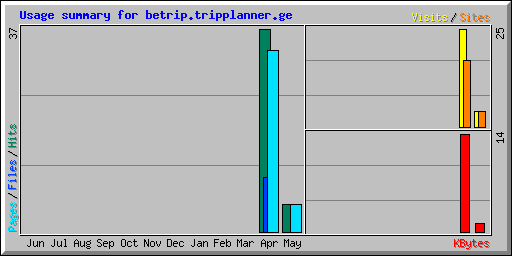 Usage summary for betrip.tripplanner.ge
Visits/Sites
37
25
14
Pages/Files/Hits
Jun Jul Aug Sep Oct Nov Dec Jan Feb Mar Apr May
KBytes